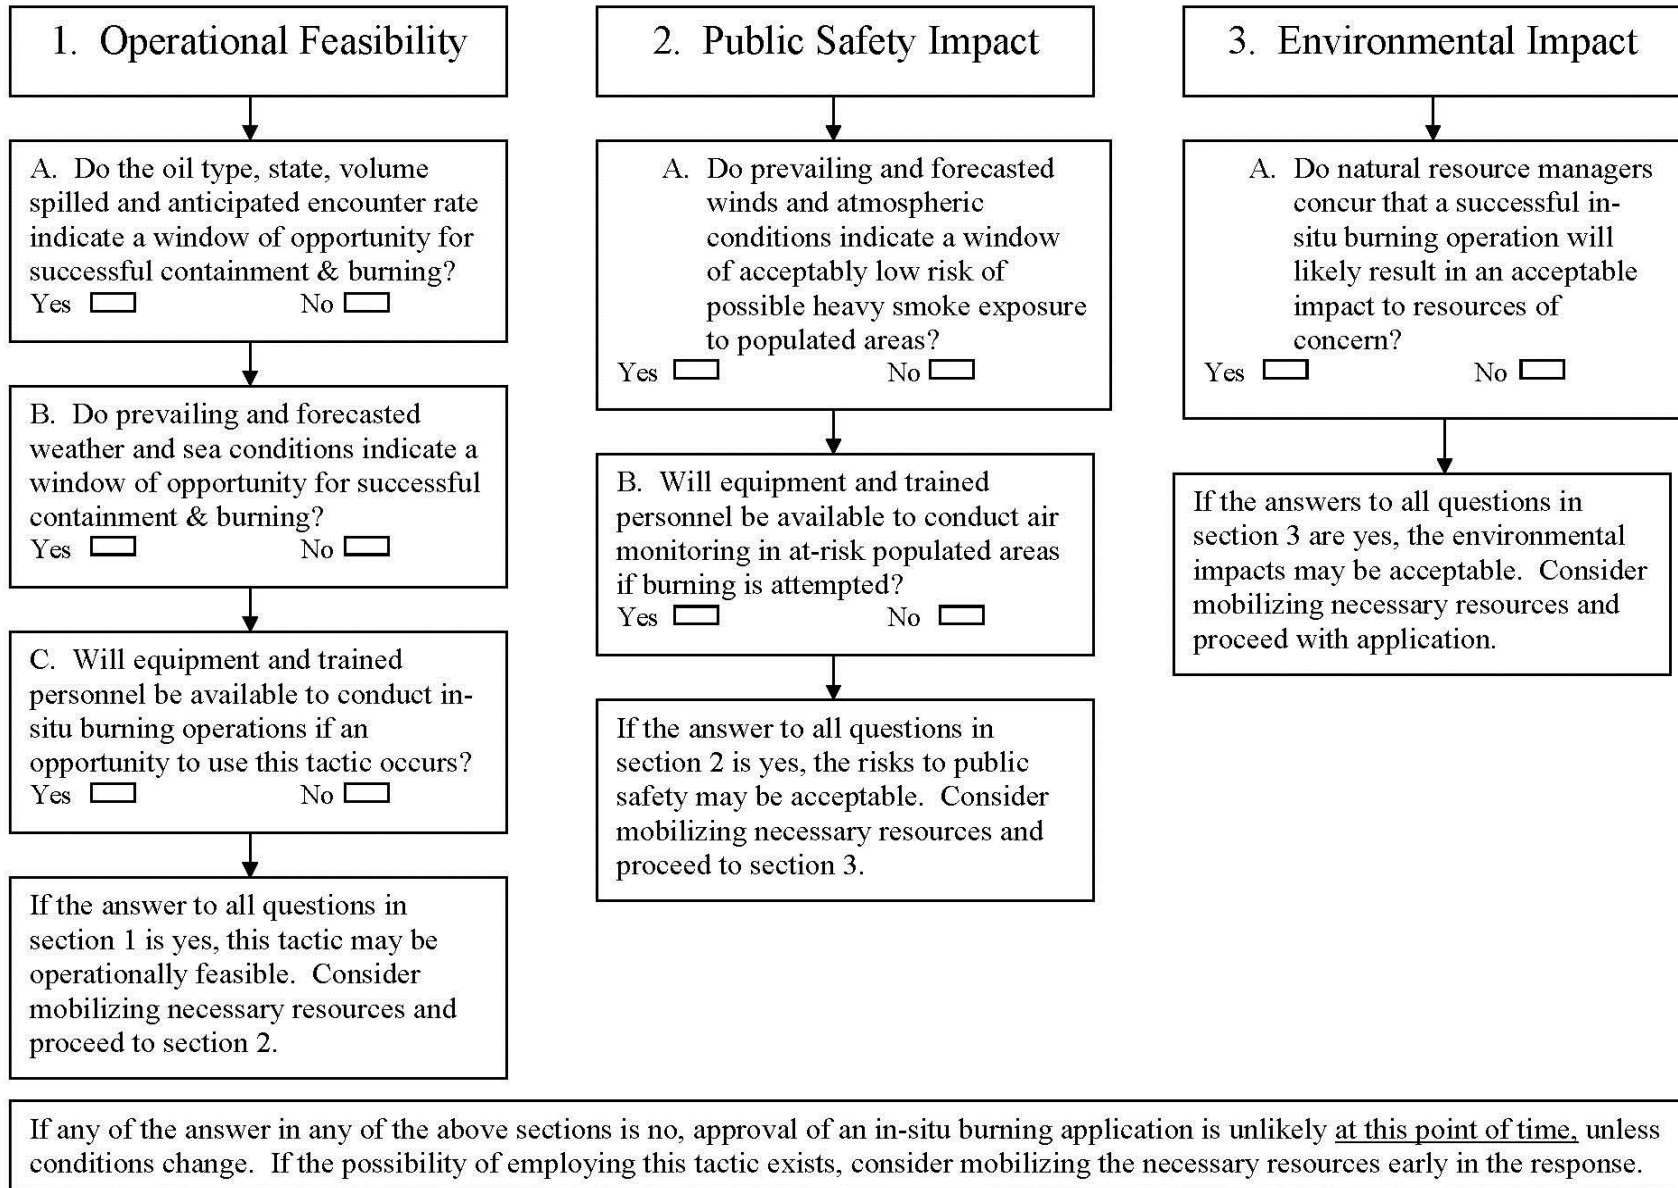 1. Operational Feasibility
A. Do the oil type, state, volume
spilled and anticipated encounter rate
indicate a window of opportunity for
successful containment & burning?
Yes No
B. Do prevailing and forecasted
weather and sea conditions indicate a
window of opportunity for successful
containment & burning?
Yes No
C. Will equipment and trained
personnel be available to conduct in-
situ burning operations if an
opportunity to use this tactic occurs?
Yes No
If the answer to all questions in
section 1 is yes, this tactic may be
operationally feasible. Consider
mobilizing necessary resources and
proceed to section 2.
2. Public Safety Impact
A. Do prevailing and forecasted
winds and atmospheric
conditions indicate a window
of acceptably low risk of
possible heavy smoke exposure
to populated areas?
Yes No
B. Will equipment and trained
personnel be available to conduct air
monitoring in at-risk populated areas
if burning is attempted?
Yes No
If the answer to all questions in
section 2 is yes, the risks to public
safety may be acceptable. Consider
mobilizing necessary resources and
proceed to section 3.
3. Environmental Impact
A. Do natural resource managers
concur that a successful in-
situ burning operation will
likely result in an acceptable
impact to resources of
concern?
Yes No
If the answers to all questions in
section 3 are yes, the environmental
impacts may be acceptable. Consider
mobilizing necessary resources and
proceed with application.
If any of the answer in any of the above sections is no, approval of an in-situ burning application is unlikely at this point of time, unless
conditions change. If the possibility of employing this tactic exists, consider mobilizing the necessary resources early in the response.